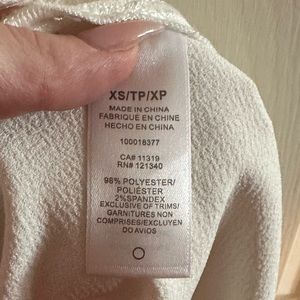 XS/TP/XP
MADE IN CHINA
FABRIQUE EN CHINE
HECHO EN CHINA
100018377
CA# 11319
RN# 121340
98% POLYESTER/
POLIÉSTER
2%SPANDEX
EXCLUSIVE OF TRIMS/
GARNITURES NON
COMPRISES/EXCLUYEN
DO AVIOS